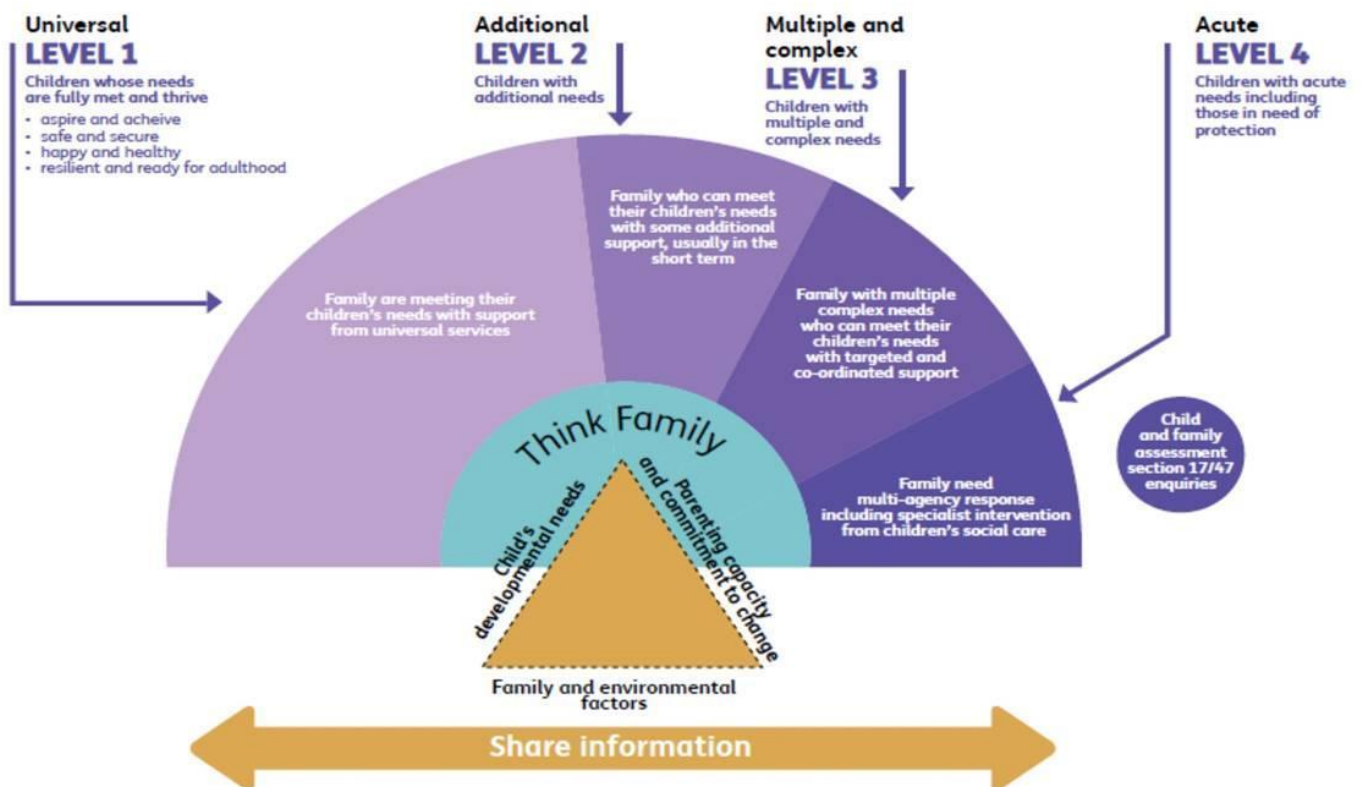 Universal
LEVEL 1
Children whose needs
are fully met and thrive
• aspire and acheive
• safe and secure
• happy and healthy
• resilient and ready for adulthood
Additional
LEVEL 2
Children with
additional needs
Multiple and
complex
LEVEL 3
Children with
multiple and
complex needs
Acute
LEVEL 4
Children with acute
needs including
those in need of
protection
Family are meeting their
children's needs with support
from universal services
Family who can meet
their children's needs
with some additional
support, usually in the
short term
Family with multiple
complex needs
who can meet their
children's needs
with targeted and
co-ordinated support
Family need
multi-agency response
including specialist intervention
from children's social care
Child
and family
assessment
section 17/47
enquiries
Think Family
Child's
developmental needs
Parenting capacity
and commitment to change
Family and environmental
factors
Share information